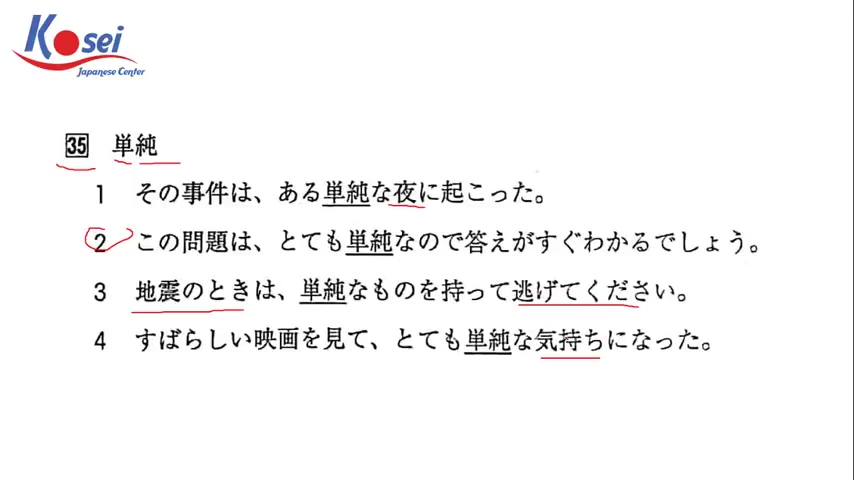 Kosei
Japanese Center
35 単純
1 その事件は、ある単純な夜に起こった。
2 この問題は、とても単純なので答えがすぐわかるでしょう。
3 地震のときは、単純なものを持って逃げてください。
4 すばらしい映画を見て、とても単純な気持ちになった。